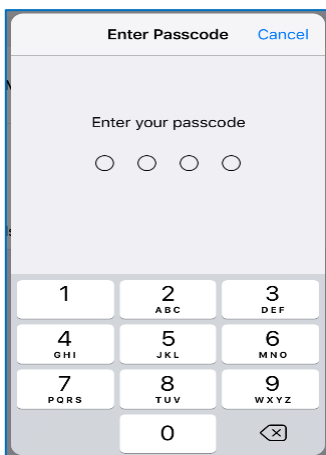 Enter Passcode Cancel
Enter your passcode
1 2 3
ABC DEF
4 5 6
GHI JKL MNO
7 8 9
PQRS TUV WXYZ
0